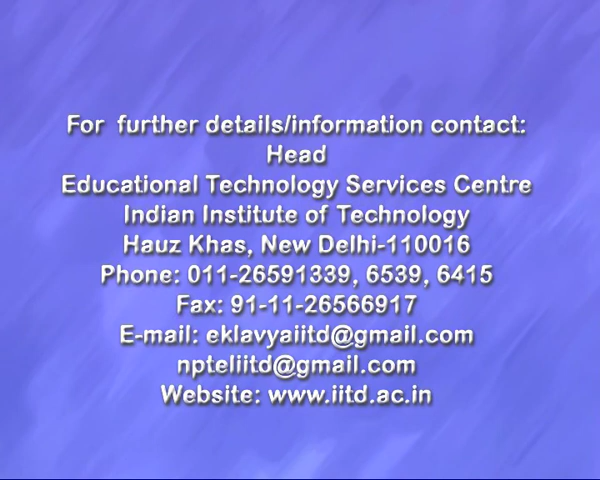 For further details/information contact:
Head
Educational Technology Services Centre
Indian Institute of Technology
Hauz Khas, New Delhi-110016
Phone: 011-26591339, 6539, 6415
Fax: 91-11-26566917
E-mail: eklavyaiitd@gmail.com
npteliitd@gmail.com
Website: www.iitd.ac.in